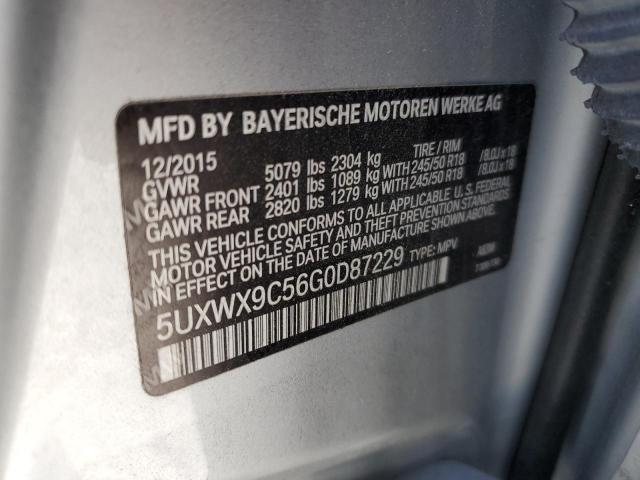 MFD BY BAYERISCHE MOTOREN WERKE AG
12/2015 TIRE / RIM
GVWR 5079 lbs 2304 kg
GAWR FRONT 2401 lbs 1089 kg WITH 245/50 R18 /8.0J x 18
GAWR REAR 2820 lbs 1279 kg WITH 245/50 R18 /8.0J x 18
THIS VEHICLE CONFORMS TO ALL APPLICABLE U.S. FEDERAL
MOTOR VEHICLE SAFETY AND THEFT PREVENTION STANDARDS
IN EFFECT ON THE DATE OF MANUFACTURE SHOWN ABOVE.
5UXWX9C56G0D87229 TYPE: MPV